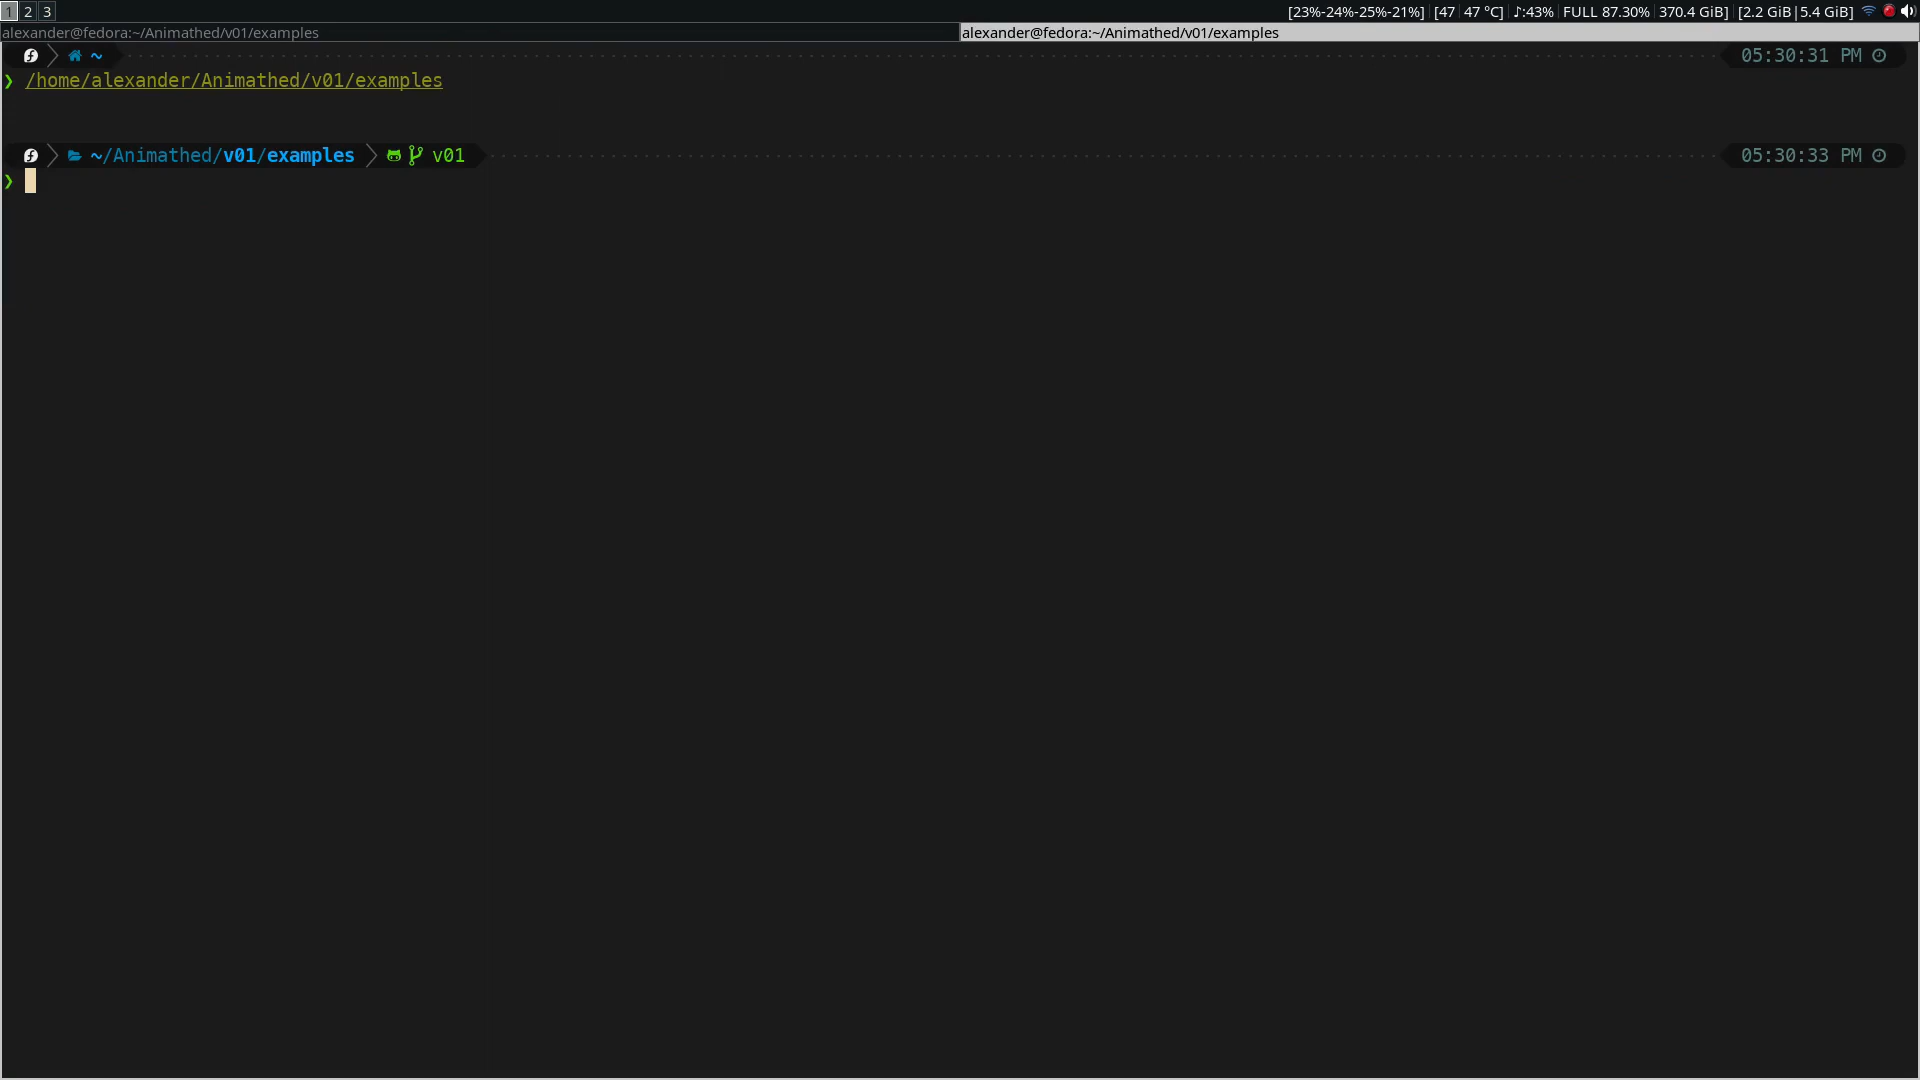 1 2 3 [23%-24%-25%-21%] [47 47 °C] ♪:43% FULL 87.30% 370.4 GiB] [2.2 GiB|5.4 GiB]
alexander@fedora:~/Animathed/v01/examples alexander@fedora:~/Animathed/v01/examples
~ 05:30:31 PM
❯ /home/alexander/Animathed/v01/examples
~/Animathed/v01/examples v01 05:30:33 PM
❯